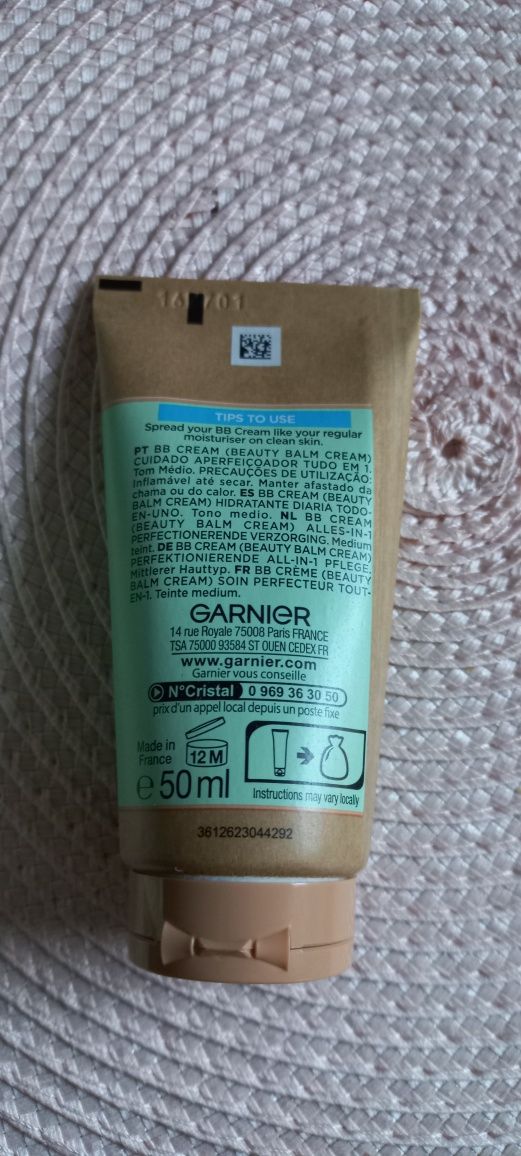 TIPS TO USE
Spread your BB Cream like your regular
moisturiser on clean skin.
PT BB CREAM (BEAUTY BALM CREAM)
CUIDADO APERFEIÇOADOR TUDO EM 1.
Tom Médio. PRECAUÇÕES DE UTILIZAÇÃO:
Inflamável até secar. Manter afastado da
chama ou do calor. ES BB CREAM (BEAUTY
BALM CREAM) HIDRATANTE DIARIA TODO-
EN-UNO. Tono medio. NL BB CREAM
(BEAUTY BALM CREAM) ALLES-IN-1
PERFECTIONERENDE VERZORGING. Medium
teint. DE BB CREAM (BEAUTY BALM CREAM)
PERFEKTIONIERENDE ALL-IN-1 PFLEGE.
Mittlerer Hauttyp. FR BB CRÈME (BEAUTY
BALM CREAM) SOIN PERFECTEUR TOUT-
EN-1. Teinte medium.
GARNIER
14 rue Royale 75008 Paris FRANCE
TSA 75000 93584 ST OUEN CEDEX FR
www.garnier.com
Garnier vous conseille
N°Cristal 0 969 36 30 50
prix d'un appel local depuis un poste fixe
Made in
France
12 M
e 50 ml
Instructions may vary locally
3612623044292